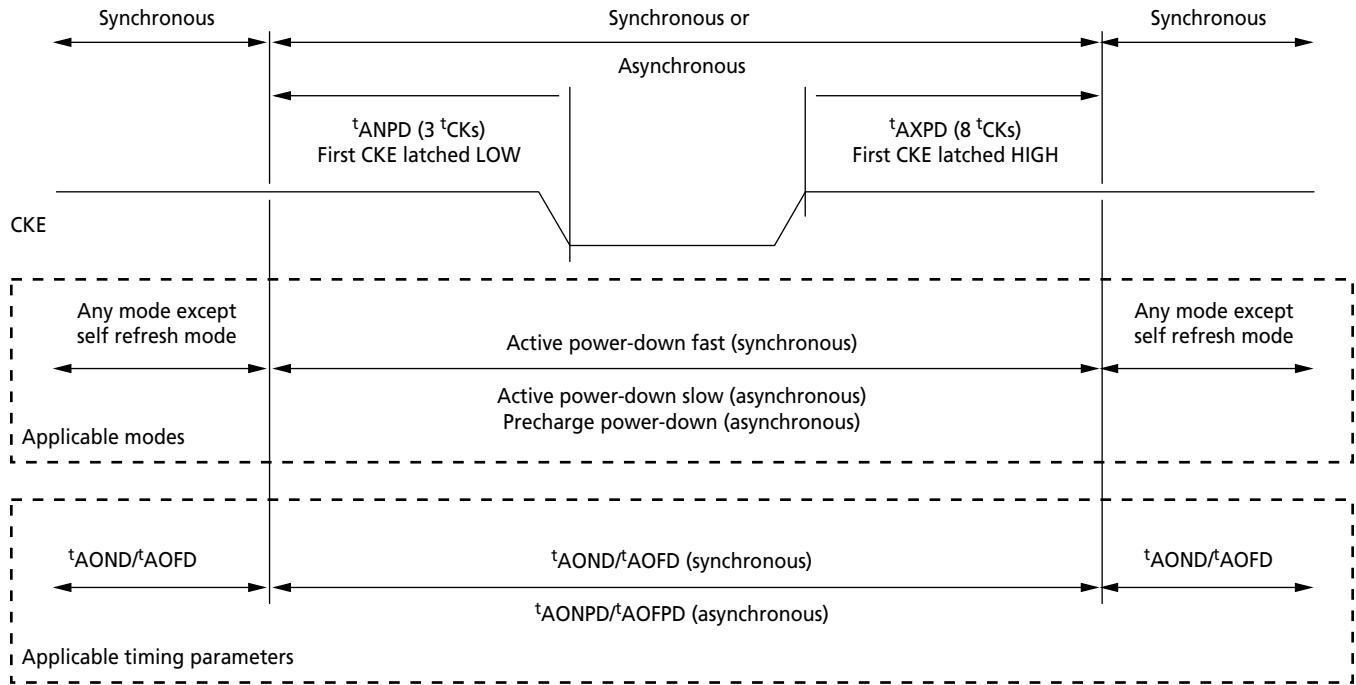 Synchronous
Synchronous or
Synchronous
Asynchronous
ᵗANPD (3 ᵗCKs)
First CKE latched LOW
ᵗAXPD (8 ᵗCKs)
First CKE latched HIGH
CKE
Any mode except
self refresh mode
Active power-down fast (synchronous)
Any mode except
self refresh mode
Active power-down slow (asynchronous)
Precharge power-down (asynchronous)
Applicable modes
ᵗAOND/ᵗAOFD
ᵗAOND/ᵗAOFD (synchronous)
ᵗAOND/ᵗAOFD
ᵗAONPD/ᵗAOFPD (asynchronous)
Applicable timing parameters